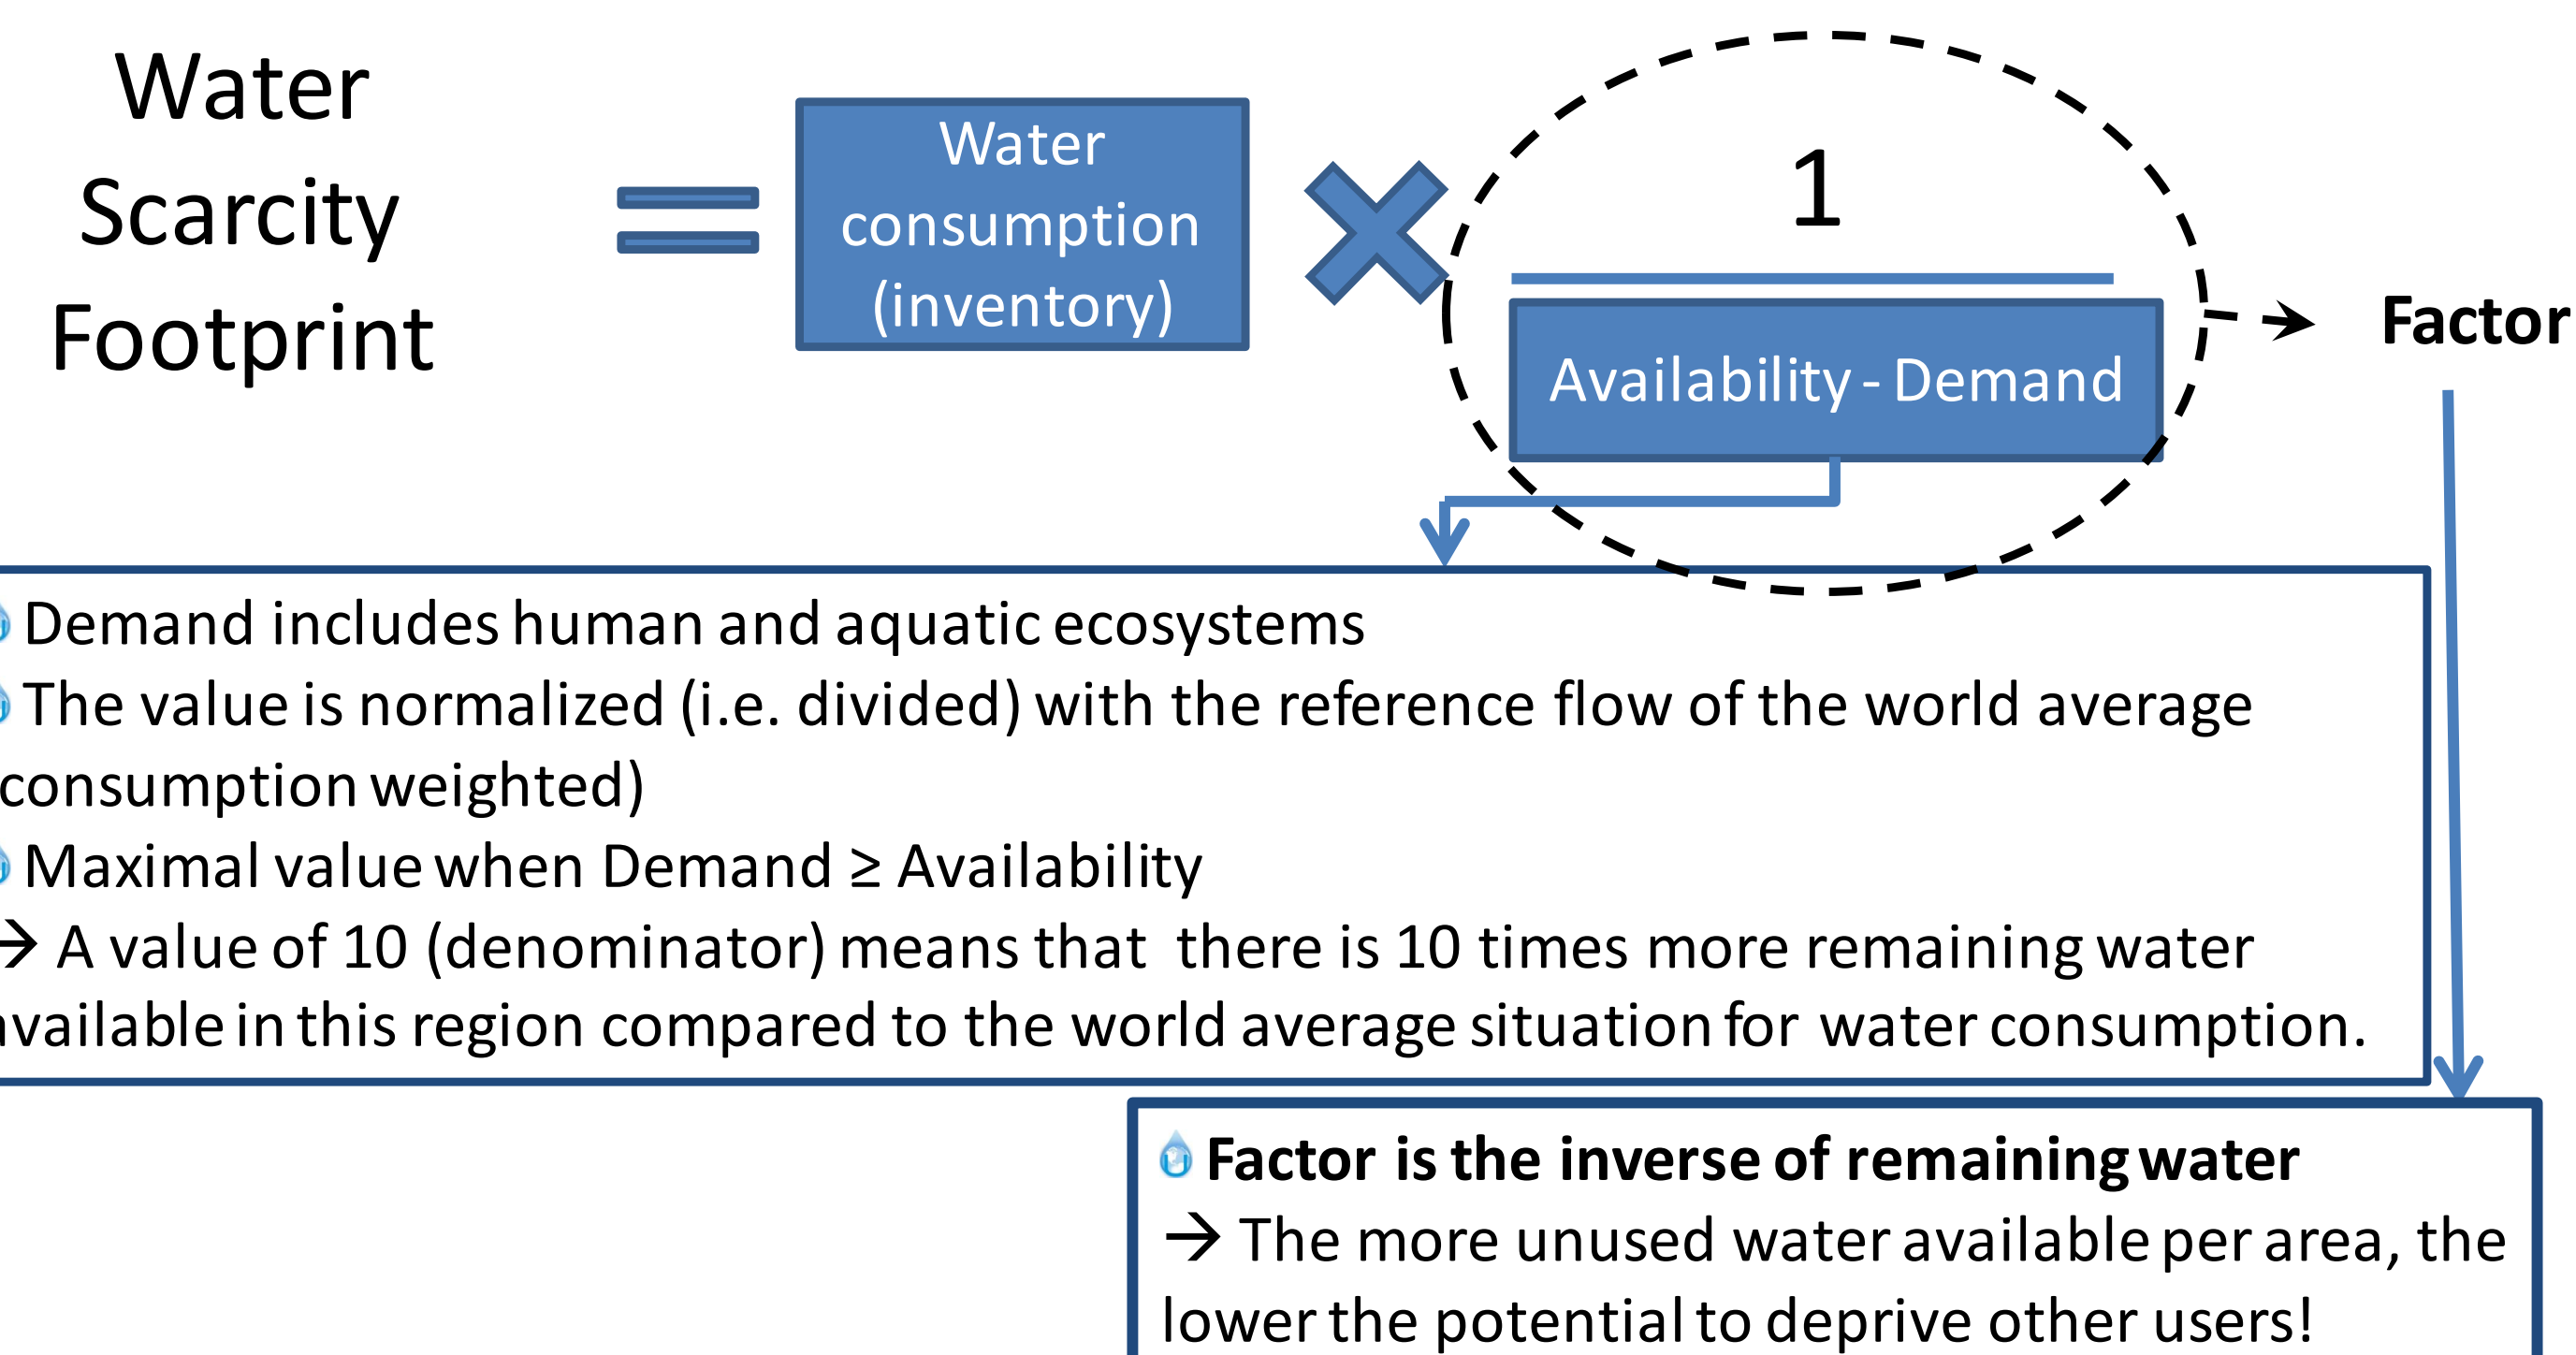 Water
Scarcity
Footprint
Water
consumption
(inventory)
1
Availability - Demand
Factor
Demand includes human and aquatic ecosystems
The value is normalized (i.e. divided) with the reference flow of the world average
consumption weighted)
Maximal value when Demand ≥ Availability
→ A value of 10 (denominator) means that there is 10 times more remaining water
available in this region compared to the world average situation for water consumption.
Factor is the inverse of remaining water
→ The more unused water available per area, the
lower the potential to deprive other users!